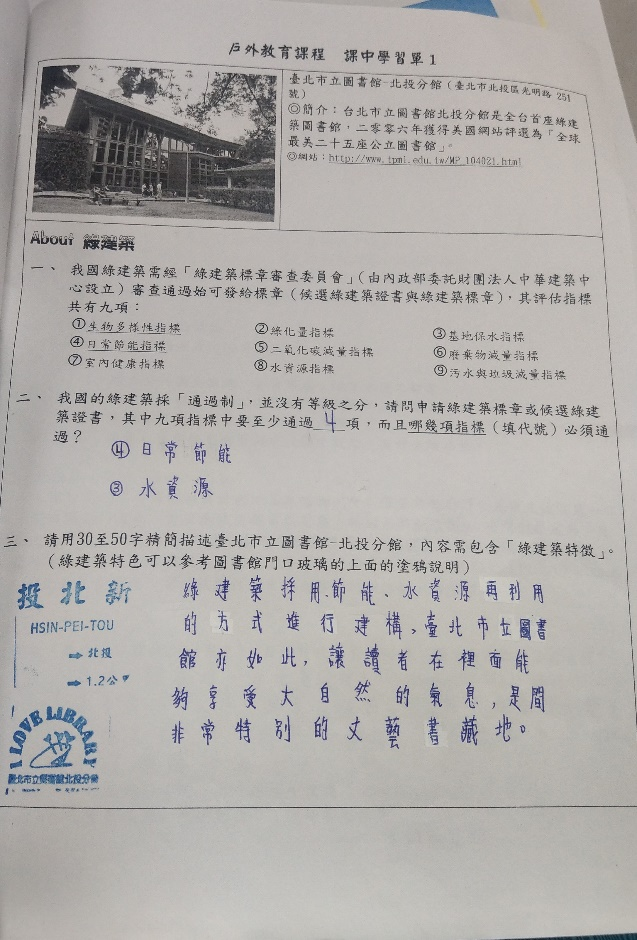 戶外教育課程 課中學習單1
臺北市立圖書館-北投分館（臺北市北投區光明路 251
號）
◎簡介：台北市立圖書館北投分館是全台首座綠建
築圖書館，二零零六年獲得美國網站評選為「全球
最美二十五座公立圖書館」。
◎網站：http://www.tpml.edu.tw/MP_104021.html
About 綠建築
一、 我國綠建築需經「綠建築標章審查委員會」（由內政部委託財團法人中華建築中
心設立）審查通過始可發給標章（候選綠建築證書與綠建築標章），其評估指標
共有九項：
①生物多樣性指標 ②綠化量指標 ③基地保水指標
④日常節能指標 ⑤二氧化碳減量指標 ⑥廢棄物減量指標
⑦室內健康指標 ⑧水資源指標 ⑨污水與垃圾減量指標
二、 我國的綠建築採「通過制」，並沒有等級之分，請問申請綠建築標章或候選綠建
築證書，其中九項指標中要至少通過 4 項，而且哪幾項指標（填代號）必須通
過？
④ 日常節能
⑧ 水資源
三、 請用30至50字精簡描述臺北市立圖書館-北投分館，內容需包含「綠建築特徵」。
（綠建築特色可以參考圖書館門口玻璃的上面的塗鴉說明）
綠建築採用節能、水資源再利用
的方式進行建構，臺北市立圖書
館亦如此，讓讀者在裡面能
夠享受大自然的氣息，是間
非常特別的文藝書藏地。
投北新
HSIN-PEI-TOU
➡ 北投
➡ 1.2公
I LOVE LIBRARY
臺北市立圖書館北投分館